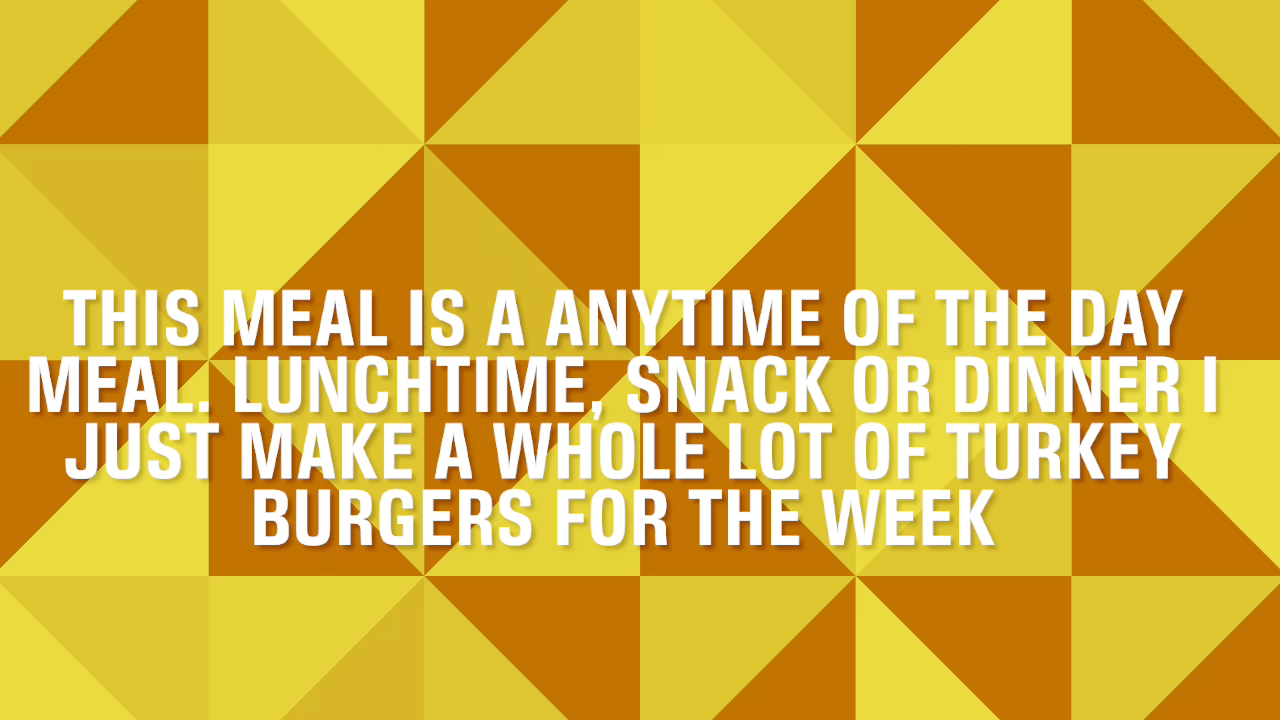 THIS MEAL IS A ANYTIME OF THE DAY
MEAL. LUNCHTIME, SNACK OR DINNER I
JUST MAKE A WHOLE LOT OF TURKEY
BURGERS FOR THE WEEK